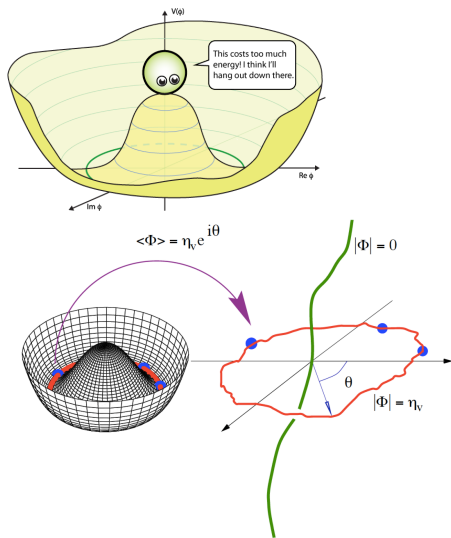 V(ϕ)
This costs too much
energy! I think I'll
hang out down there.
Re ϕ
Im ϕ
<Φ> = η_v e^{iθ}
|Φ| = 0
θ
|Φ| = η_v